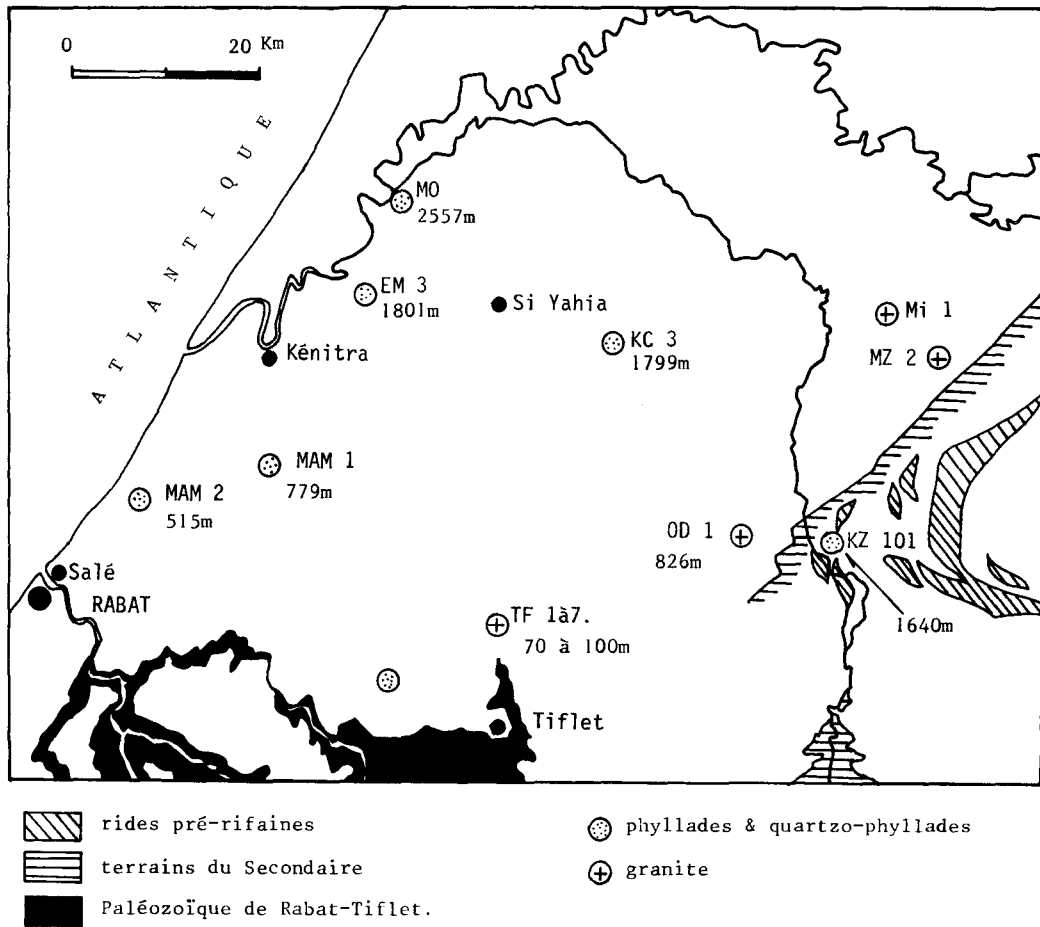 0 20 Km
ATLANTIQUE
MO
2557m
EM 3
1801m
Si Yahia
Mi 1
Kénitra
KC 3
1799m
MZ 2
MAM 1
779m
MAM 2
515m
OD 1
826m
KZ 101
1640m
Salé
RABAT
TF 1à7.
70 à 100m
Tiflet
rides pré-rifaines
terrains du Secondaire
Paléozoïque de Rabat-Tiflet.
phyllades & quartzo-phyllades
granite